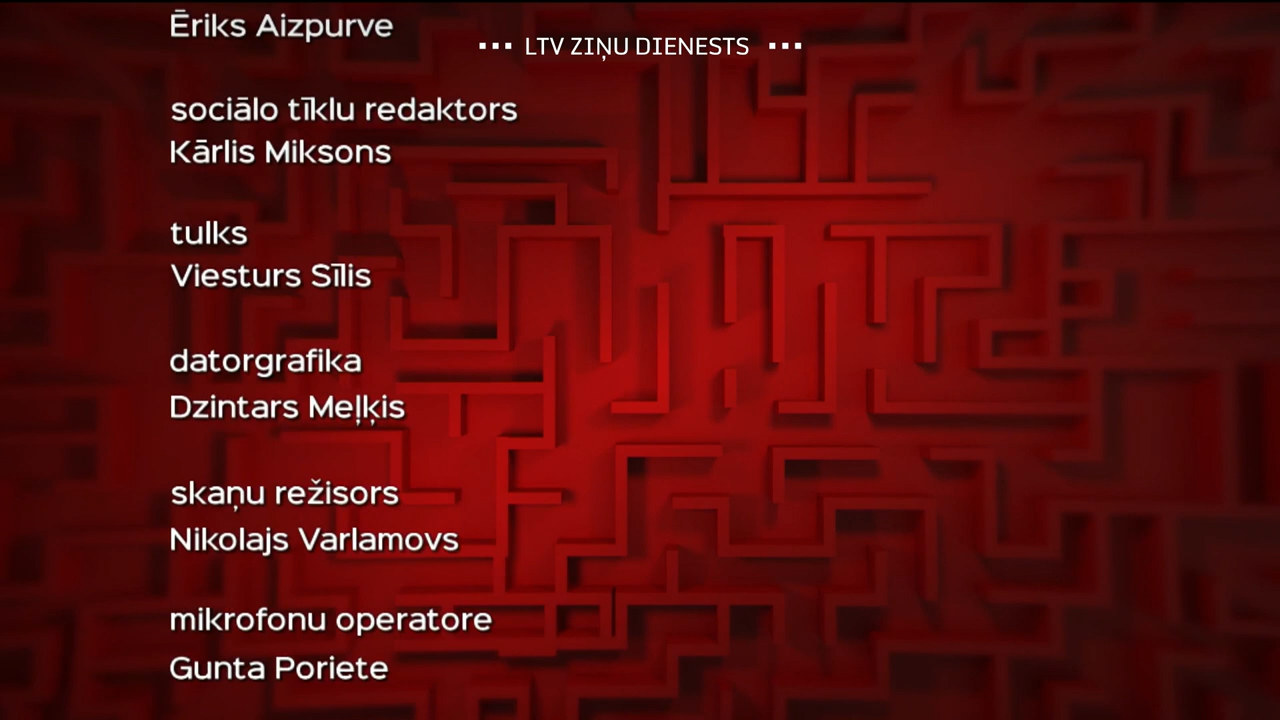 Ēriks Aizpurve
LTV ZIŅU DIENESTS
sociālo tīklu redaktors
Kārlis Miksons
tulks
Viesturs Sīlis
datorgrafika
Dzintars Meļķis
skaņu režisors
Nikolajs Varlamovs
mikrofonu operatore
Gunta Poriete